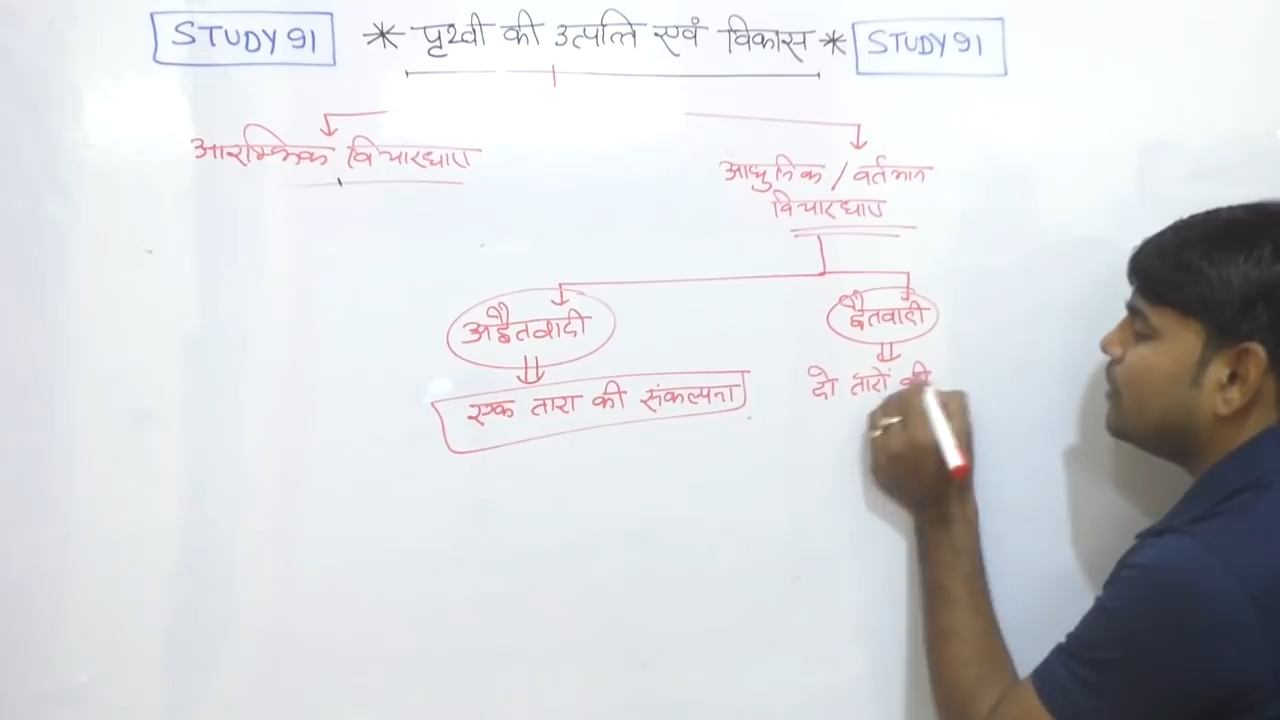 STUDY 91 * पृथ्वी की उत्पत्ति एवं विकास * STUDY 91
आरम्भिक विचारधाए
आधुनिक / वर्तमान
विचारधाए
अद्वैतवादी
द्वैतवादी
एक तारा की संकल्पना
दो तारों की